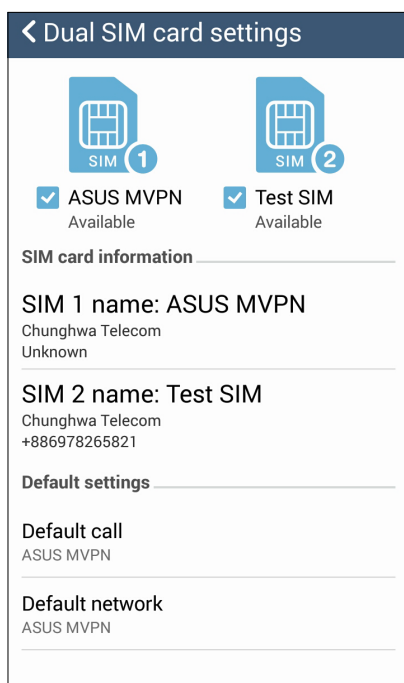 Dual SIM card settings
SIM 1 SIM 2
ASUS MVPN Test SIM
Available Available
SIM card information
SIM 1 name: ASUS MVPN
Chunghwa Telecom
Unknown
SIM 2 name: Test SIM
Chunghwa Telecom
+886978265821
Default settings
Default call
ASUS MVPN
Default network
ASUS MVPN